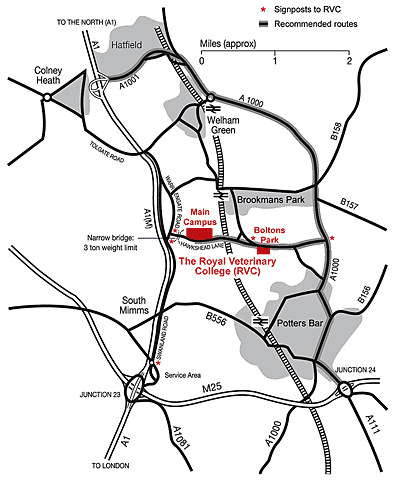 * Signposts to RVC
Recommended routes
TO THE NORTH (A1)
Miles (approx)
0 1 2
A1
Hatfield
Colney
Heath
A1001
A 1000
Welham
Green
B158
TOLGATE ROAD
WARRENGATE ROAD
Brookmans Park
B157
Main
Campus
Boltons
Park
A1(M)
Narrow bridge:
3 ton weight limit
HAWKSHEAD LANE
The Royal Veterinary
College (RVC)
A1000
South
Mimms
B556
B156
Potters Bar
SWANLAND ROAD
Service Area
JUNCTION 24
JUNCTION 23
M25
A1
A1081
A1000
A111
TO LONDON